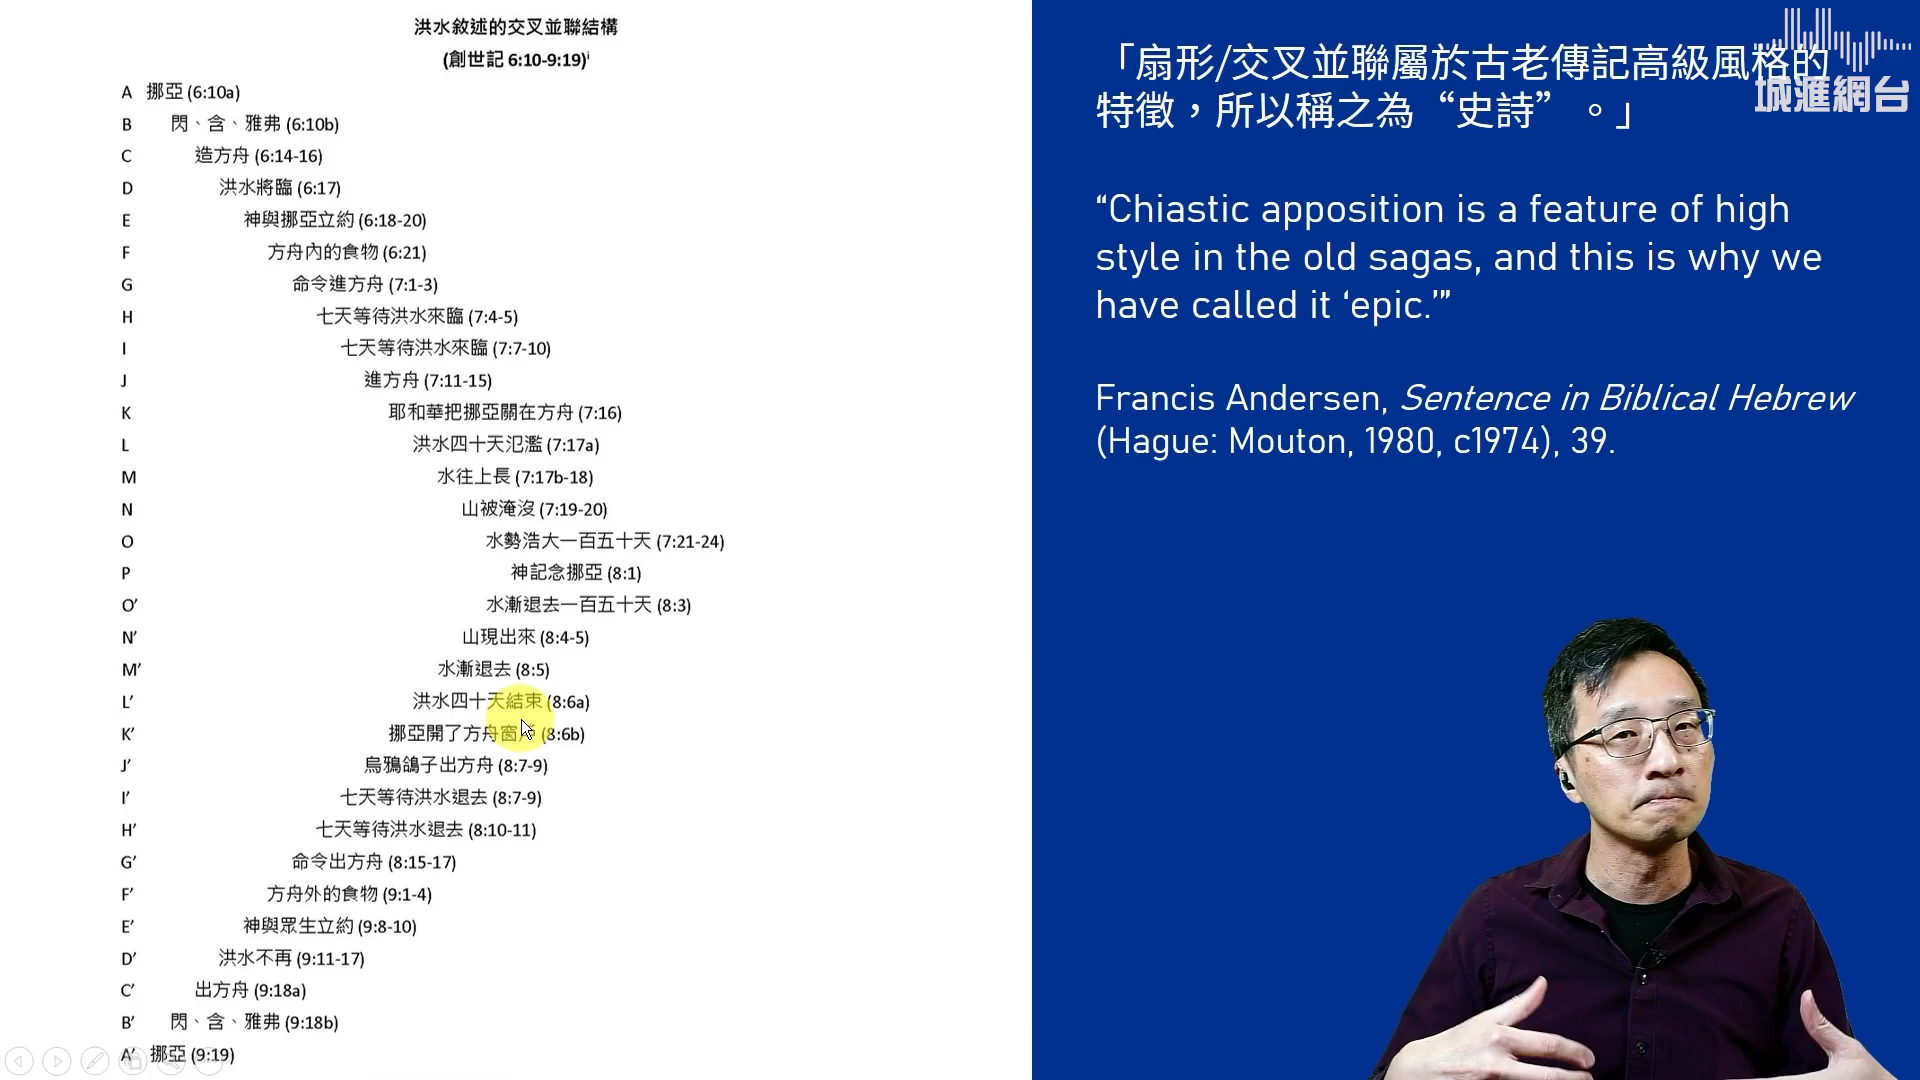 洪水敘述的交叉並聯結構
(創世記 6:10-9:19)i
A 挪亞 (6:10a)
B 閃、含、雅弗 (6:10b)
C 造方舟 (6:14-16)
D 洪水將臨 (6:17)
E 神與挪亞立約 (6:18-20)
F 方舟內的食物 (6:21)
G 命令進方舟 (7:1-3)
H 七天等待洪水來臨 (7:4-5)
I 七天等待洪水來臨 (7:7-10)
J 進方舟 (7:11-15)
K 耶和華把挪亞關在方舟 (7:16)
L 洪水四十天氾濫 (7:17a)
M 水往上長 (7:17b-18)
N 山被淹沒 (7:19-20)
O 水勢浩大一百五十天 (7:21-24)
P 神記念挪亞 (8:1)
O’ 水漸退去一百五十天 (8:3)
N’ 山現出來 (8:4-5)
M’ 水漸退去 (8:5)
L’ 洪水四十天結束 (8:6a)
K’ 挪亞開了方舟窗戶 (8:6b)
J’ 烏鴉鴿子出方舟 (8:7-9)
I’ 七天等待洪水退去 (8:7-9)
H’ 七天等待洪水退去 (8:10-11)
G’ 命令出方舟 (8:15-17)
F’ 方舟外的食物 (9:1-4)
E’ 神與眾生立約 (9:8-10)
D’ 洪水不再 (9:11-17)
C’ 出方舟 (9:18a)
B’ 閃、含、雅弗 (9:18b)
A’ 挪亞 (9:19)
「扇形/交叉並聯屬於古老傳記高級風格的
特徵，所以稱之為“史詩”。」
“Chiastic apposition is a feature of high
style in the old sagas, and this is why we
have called it ‘epic.’”
Francis Andersen, Sentence in Biblical Hebrew
(Hague: Mouton, 1980, c1974), 39.
城滙網台